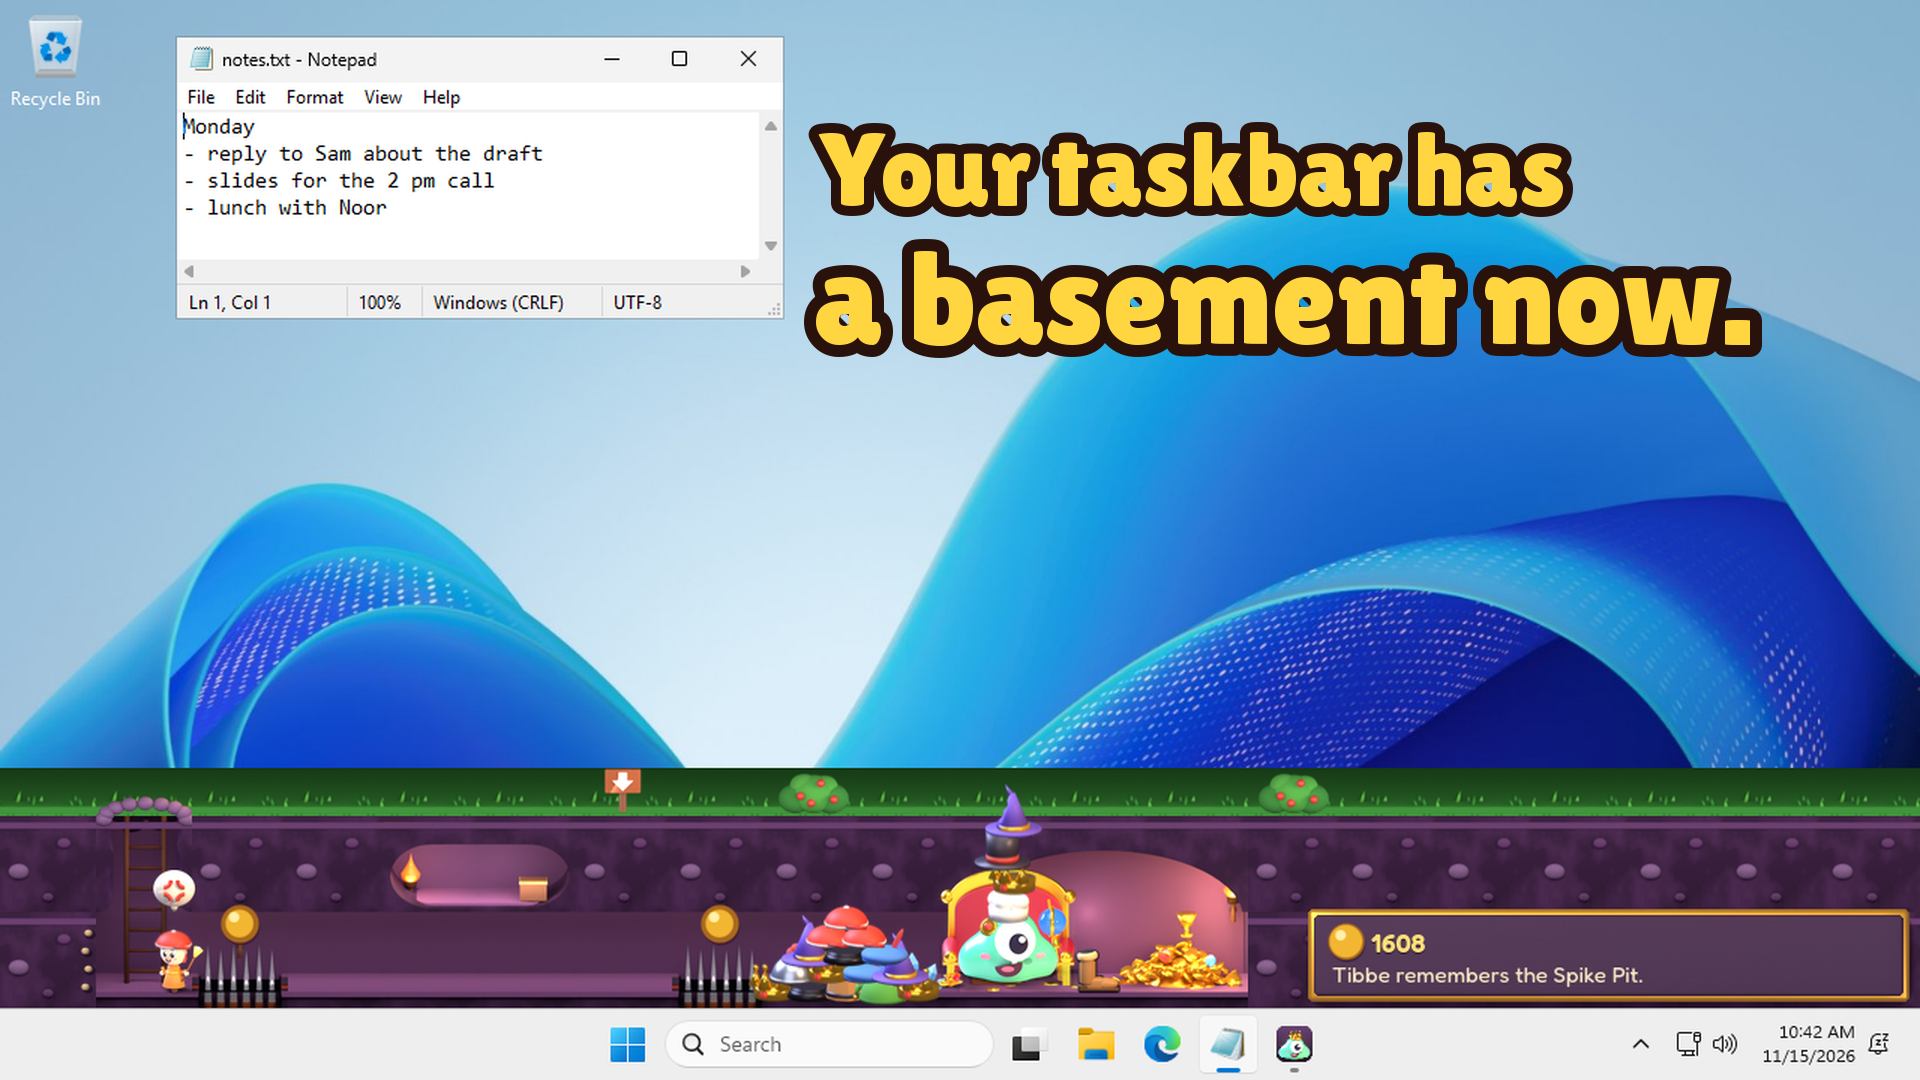 Recycle Bin
notes.txt - Notepad
File Edit Format View Help
Monday
- reply to Sam about the draft
- slides for the 2 pm call
- lunch with Noor
Ln 1, Col 1 100% Windows (CRLF) UTF-8
Your taskbar has
a basement now.
1608
Tibbe remembers the Spike Pit.
Search
10:42 AM
11/15/2026